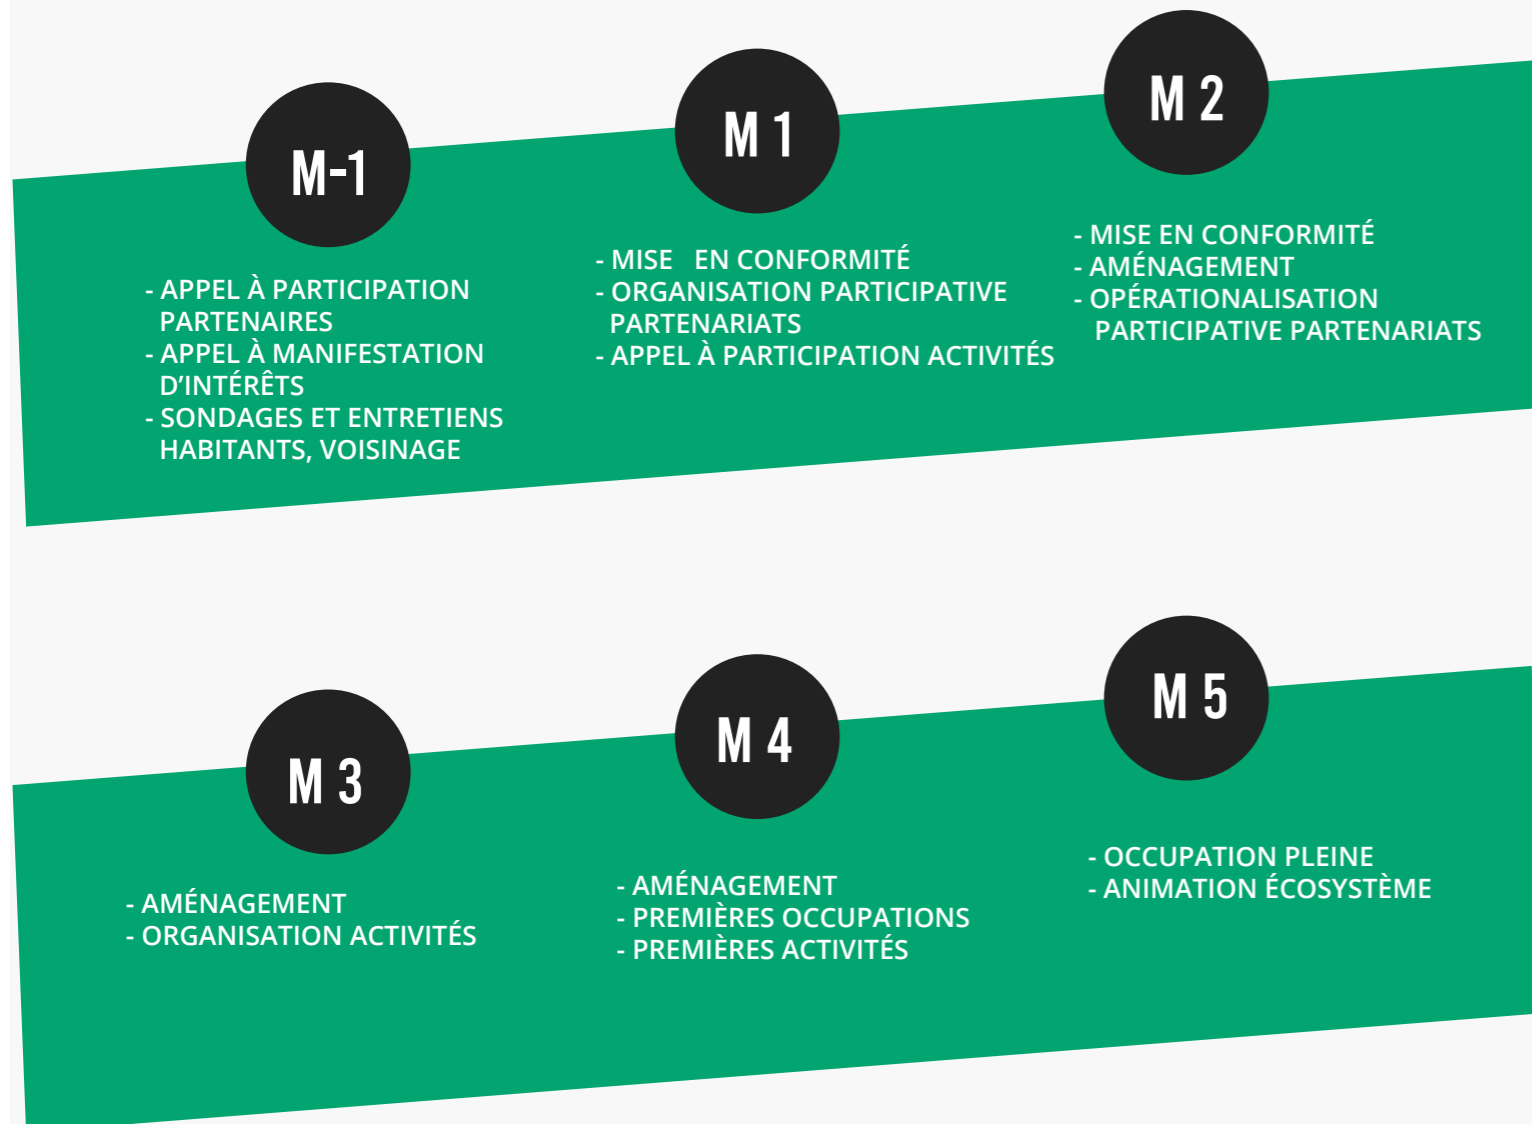 M-1
- APPEL À PARTICIPATION
PARTENAIRES
- APPEL À MANIFESTATION
D'INTÉRÊTS
- SONDAGES ET ENTRETIENS
HABITANTS, VOISINAGE
M 1
- MISE EN CONFORMITÉ
- ORGANISATION PARTICIPATIVE
PARTENARIATS
- APPEL À PARTICIPATION ACTIVITÉS
M 2
- MISE EN CONFORMITÉ
- AMÉNAGEMENT
- OPÉRATIONALISATION
PARTICIPATIVE PARTENARIATS
M 3
- AMÉNAGEMENT
- ORGANISATION ACTIVITÉS
M 4
- AMÉNAGEMENT
- PREMIÈRES OCCUPATIONS
- PREMIÈRES ACTIVITÉS
M 5
- OCCUPATION PLEINE
- ANIMATION ÉCOSYSTÈME